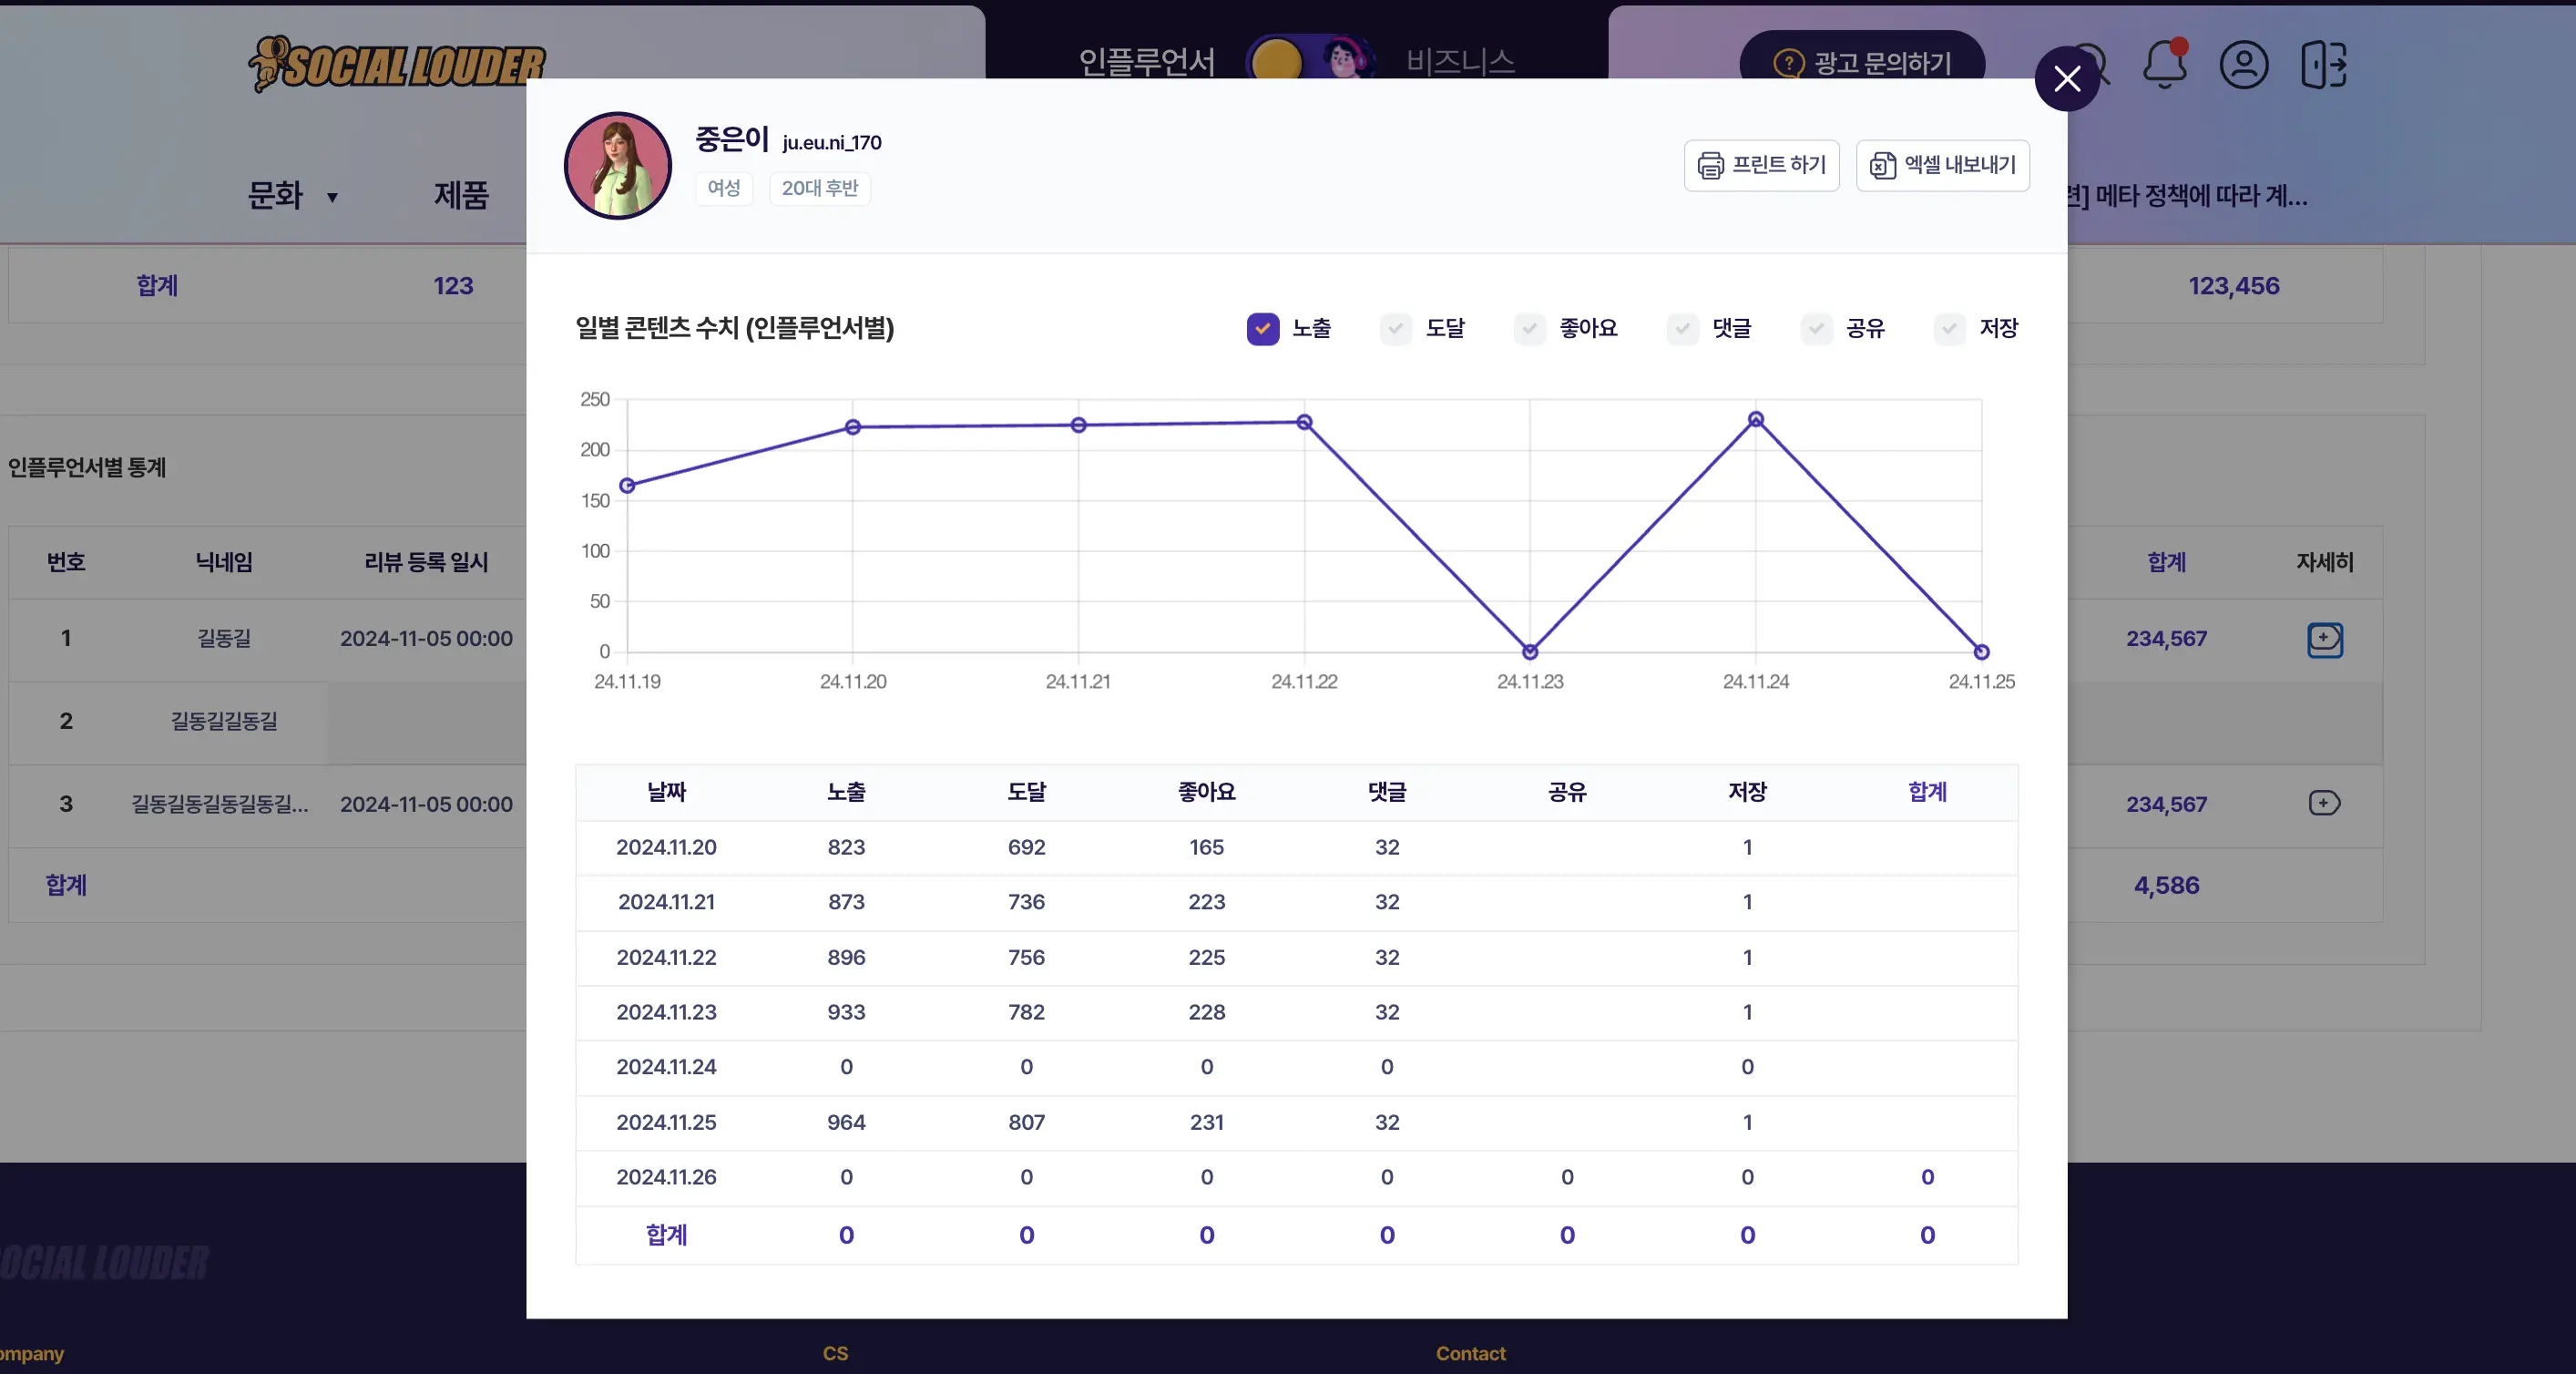 SOCIAL LOUDER
인플루언서
비즈니스
광고 문의하기
문화 ▼
제품
메타 정책에 따라 계...
중은이 ju.eu.ni_170
여성 20대 후반
프린트 하기
엑셀 내보내기
합계 123 123,456
인플루언서별 통계
번호 닉네임 리뷰 등록 일시 합계 자세히
1 길동길 2024-11-05 00:00 234,567
2 길동길길동길
3 길동길동길동길동길... 2024-11-05 00:00 234,567
합계 4,586
일별 콘텐츠 수치 (인플루언서별)
노출 도달 좋아요 댓글 공유 저장
250
200
150
100
50
0
24.11.19 24.11.20 24.11.21 24.11.22 24.11.23 24.11.24 24.11.25
날짜 노출 도달 좋아요 댓글 공유 저장 합계
2024.11.20 823 692 165 32 1
2024.11.21 873 736 223 32 1
2024.11.22 896 756 225 32 1
2024.11.23 933 782 228 32 1
2024.11.24 0 0 0 0 0
2024.11.25 964 807 231 32 1
2024.11.26 0 0 0 0 0 0 0
합계 0 0 0 0 0 0 0
OCIAL LOUDER
ompany
CS
Contact